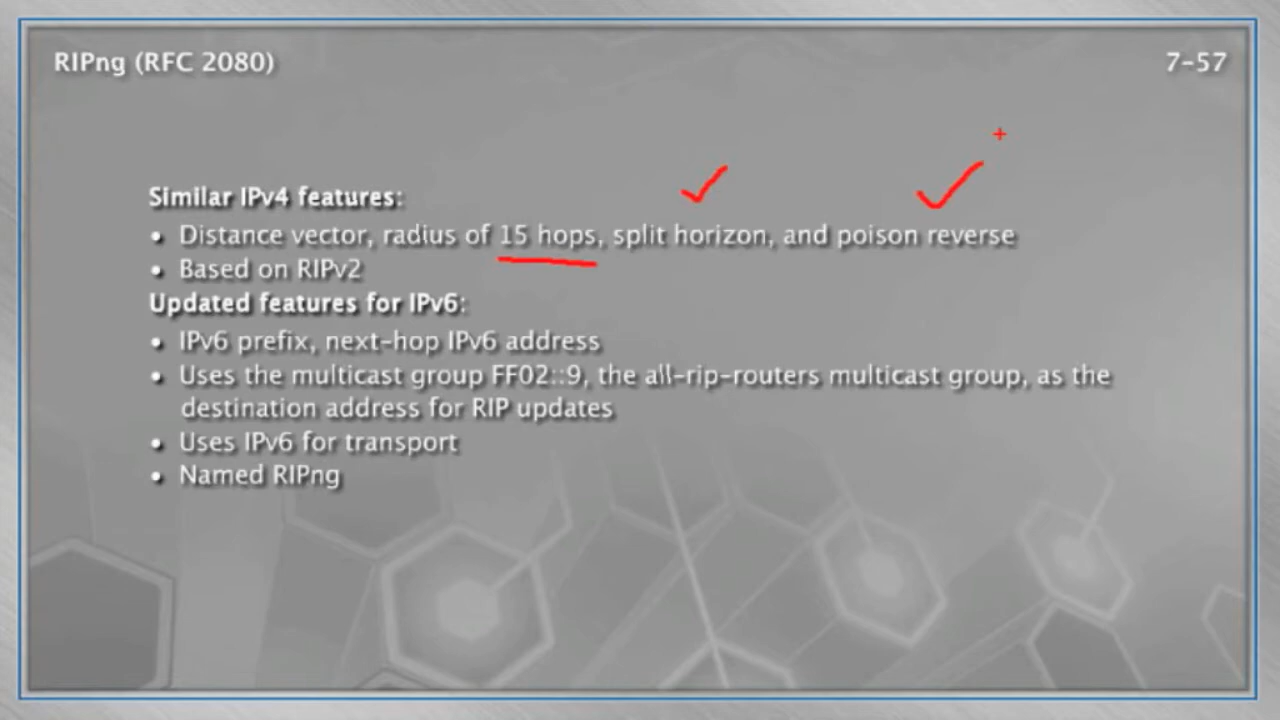 RIPng (RFC 2080)
7-57
Similar IPv4 features:
• Distance vector, radius of 15 hops, split horizon, and poison reverse
• Based on RIPv2
Updated features for IPv6:
• IPv6 prefix, next-hop IPv6 address
• Uses the multicast group FF02::9, the all-rip-routers multicast group, as the
destination address for RIP updates
• Uses IPv6 for transport
• Named RIPng